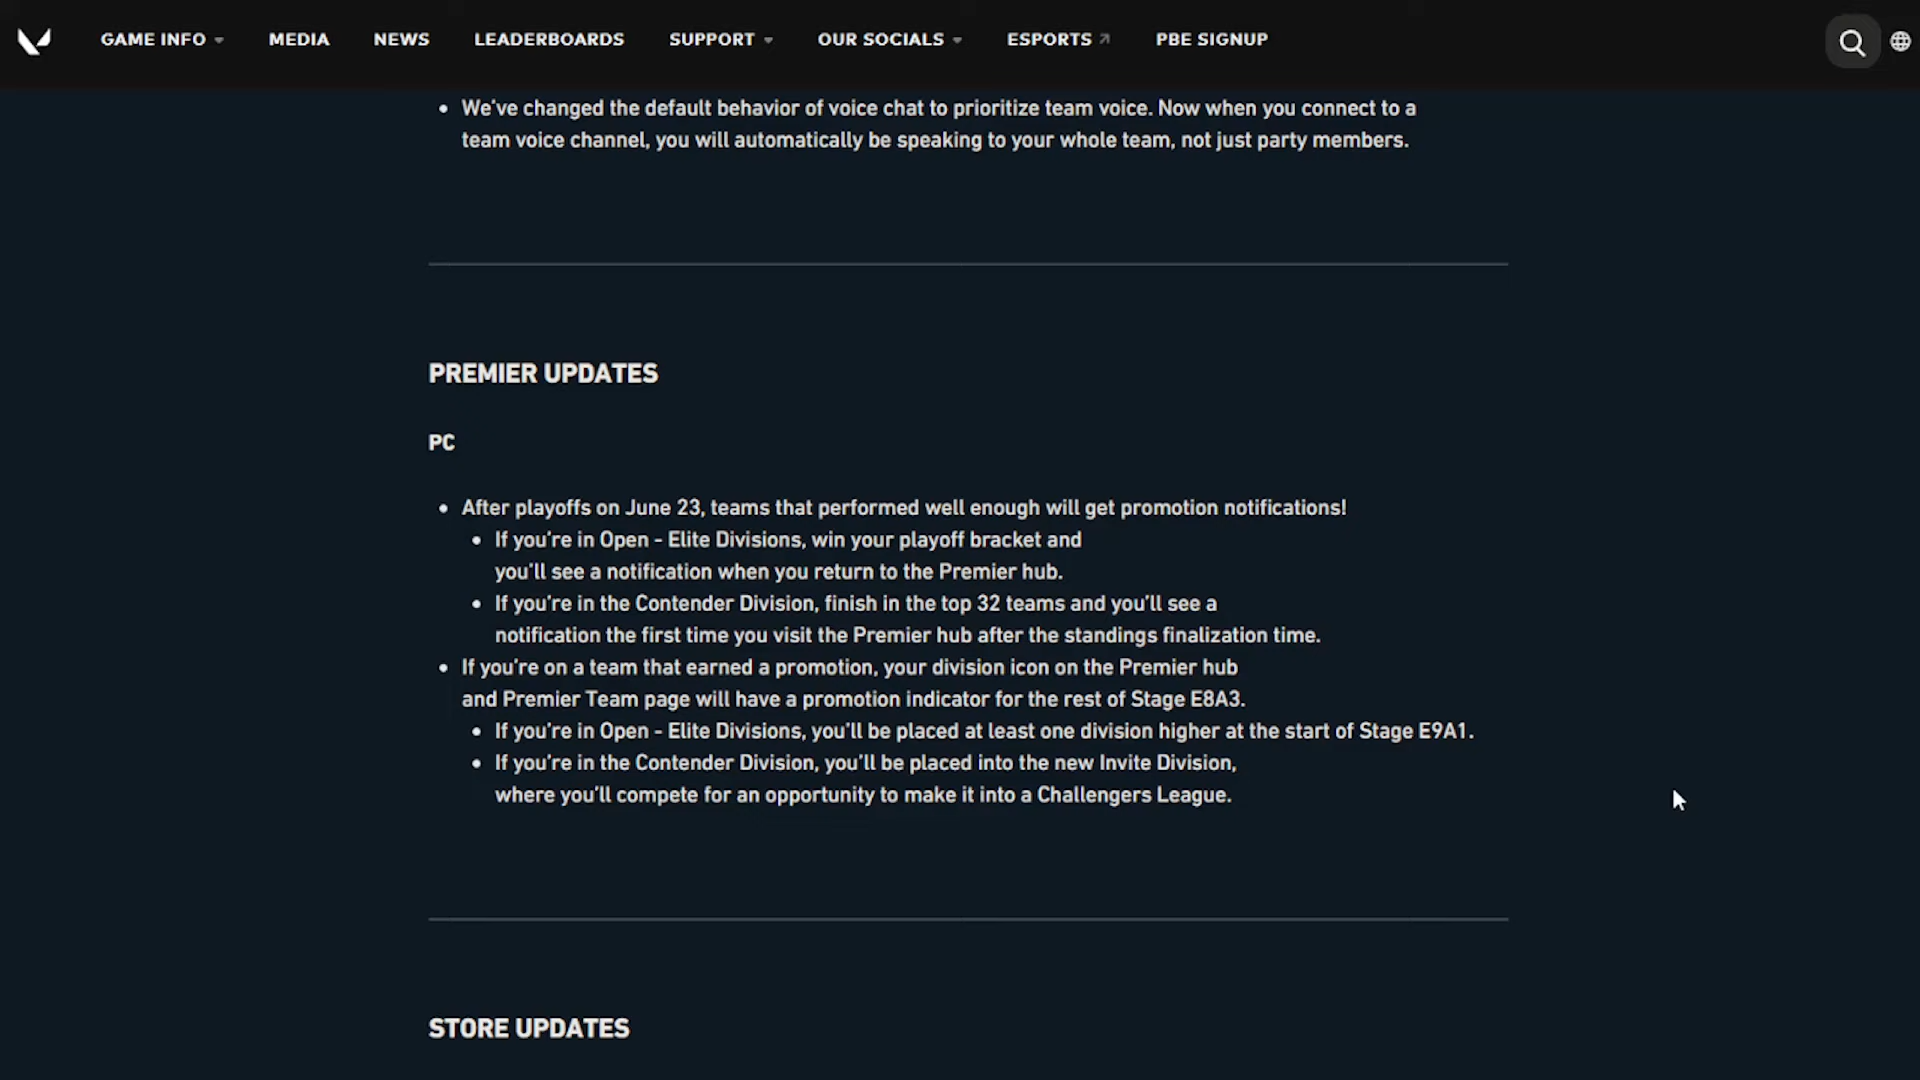 GAME INFO MEDIA NEWS LEADERBOARDS SUPPORT OUR SOCIALS ESPORTS PBE SIGNUP
• We've changed the default behavior of voice chat to prioritize team voice. Now when you connect to a
team voice channel, you will automatically be speaking to your whole team, not just party members.
PREMIER UPDATES
PC
• After playoffs on June 23, teams that performed well enough will get promotion notifications!
• If you're in Open - Elite Divisions, win your playoff bracket and
you'll see a notification when you return to the Premier hub.
• If you're in the Contender Division, finish in the top 32 teams and you'll see a
notification the first time you visit the Premier hub after the standings finalization time.
• If you're on a team that earned a promotion, your division icon on the Premier hub
and Premier Team page will have a promotion indicator for the rest of Stage E8A3.
• If you're in Open - Elite Divisions, you'll be placed at least one division higher at the start of Stage E9A1.
• If you're in the Contender Division, you'll be placed into the new Invite Division,
where you'll compete for an opportunity to make it into a Challengers League.
STORE UPDATES